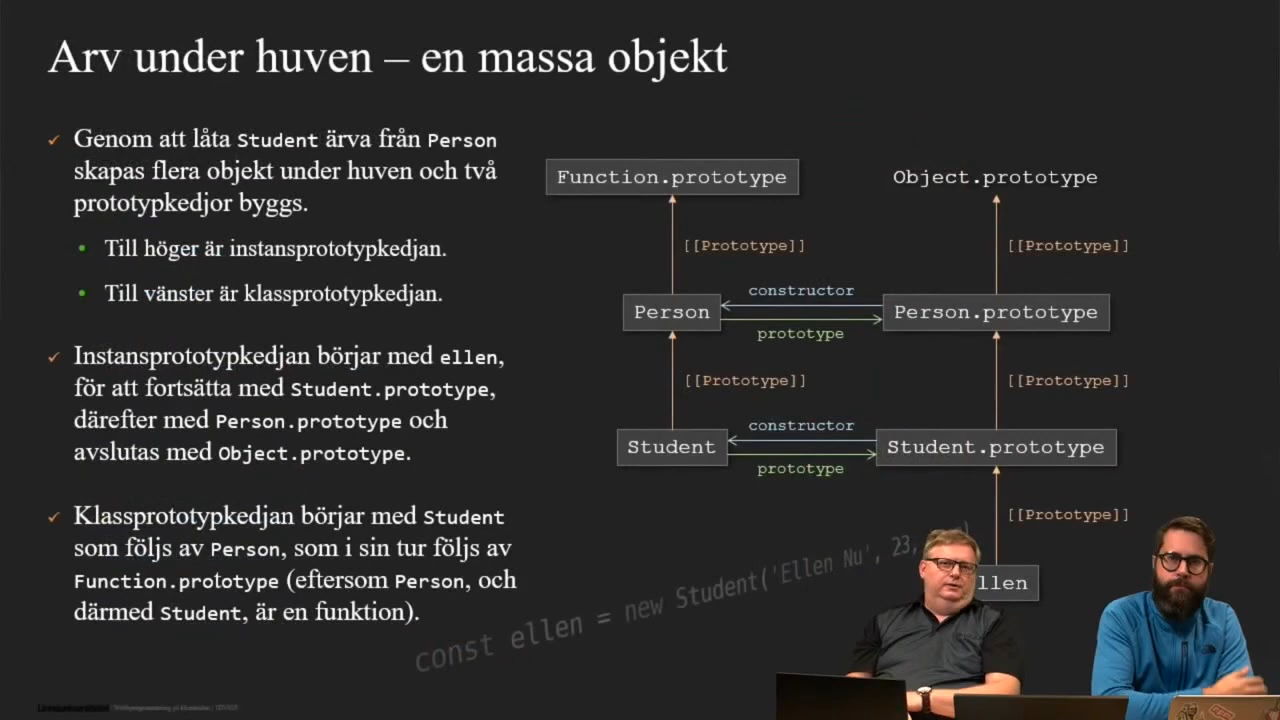 Arv under huven – en massa objekt
✓ Genom att låta Student ärva från Person
skapas flera objekt under huven och två
prototypkedjor byggs.
• Till höger är instansprototypkedjan.
• Till vänster är klassprototypkedjan.
✓ Instansprototypkedjan börjar med ellen,
för att fortsätta med Student.prototype,
därefter med Person.prototype och
avslutas med Object.prototype.
✓ Klassprototypkedjan börjar med Student
som följs av Person, som i sin tur följs av
Function.prototype (eftersom Person, och
därmed Student, är en funktion).
Function.prototype
Object.prototype
[[Prototype]]
[[Prototype]]
constructor
Person
Person.prototype
prototype
[[Prototype]]
[[Prototype]]
constructor
Student
Student.prototype
prototype
[[Prototype]]
llen
const ellen = new Student('Ellen Nu', 23,